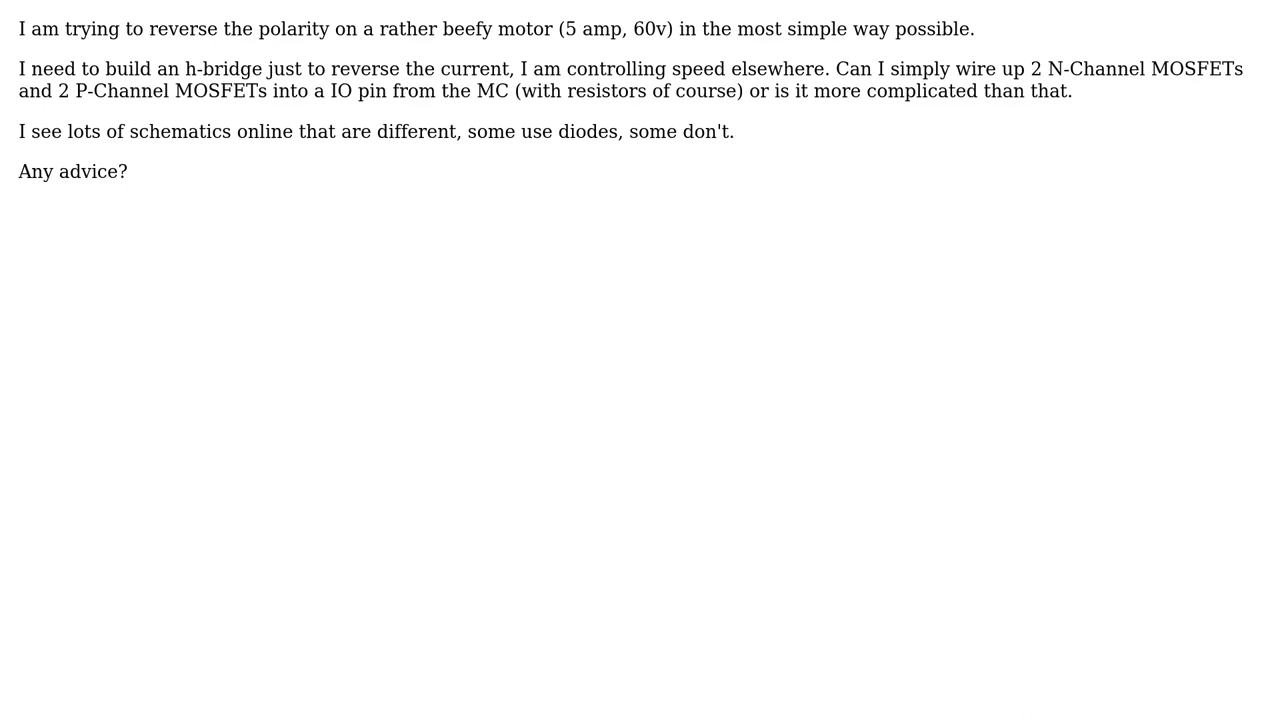 I am trying to reverse the polarity on a rather beefy motor (5 amp, 60v) in the most simple way possible.
I need to build an h-bridge just to reverse the current, I am controlling speed elsewhere. Can I simply wire up 2 N-Channel MOSFETs
and 2 P-Channel MOSFETs into a IO pin from the MC (with resistors of course) or is it more complicated than that.
I see lots of schematics online that are different, some use diodes, some don't.
Any advice?